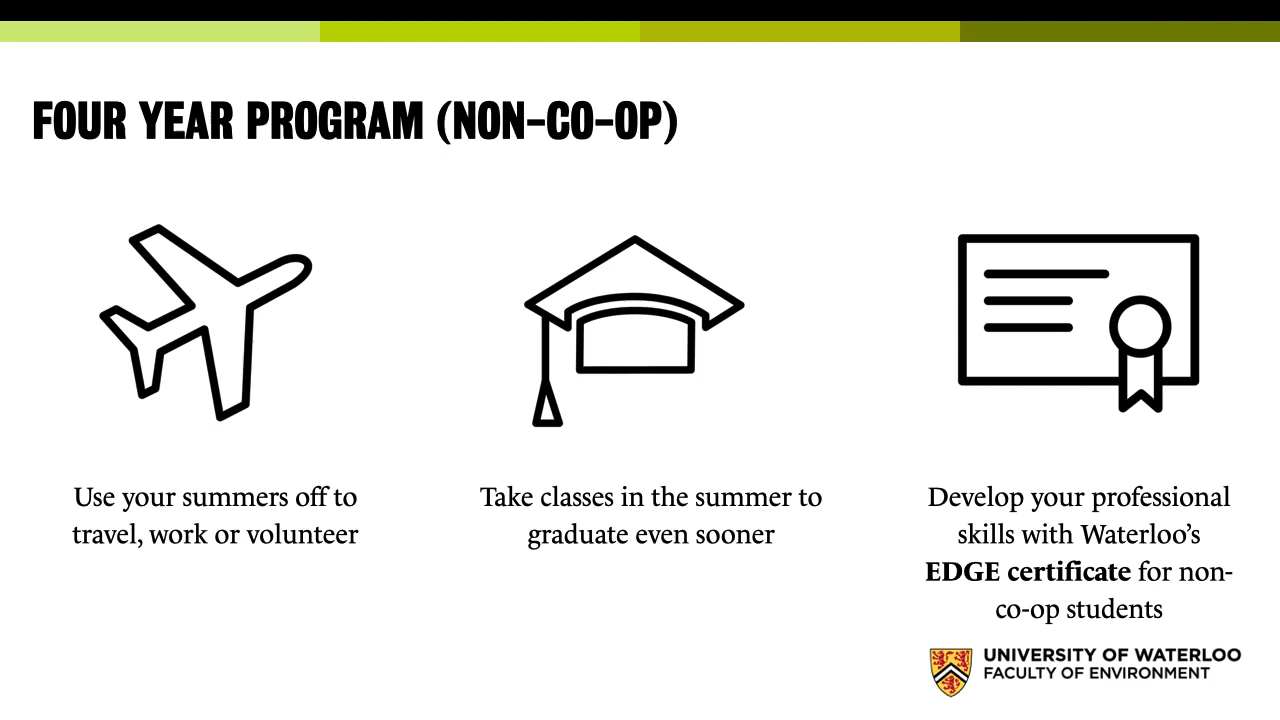 FOUR YEAR PROGRAM (NON-CO-OP)
Use your summers off to
travel, work or volunteer
Take classes in the summer to
graduate even sooner
Develop your professional
skills with Waterloo’s
EDGE certificate for non-
co-op students
UNIVERSITY OF WATERLOO
FACULTY OF ENVIRONMENT